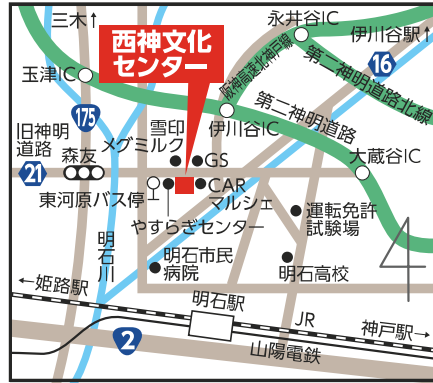 三木↑
永井谷IC
伊川谷駅↑
西神文化
センター
阪神高速北神戸線
第二神明道路北線
16
玉津IC
175
第二神明道路
伊川谷IC
旧神明
道路
21
森友
雪印
メグミルク
GS
大蔵谷IC
東河原バス停
CAR
マルシェ
やすらぎセンター
運転免許
試験場
明石川
明石市民
病院
明石高校
←姫路駅
明石駅
JR
神戸駅→
2
山陽電鉄
4